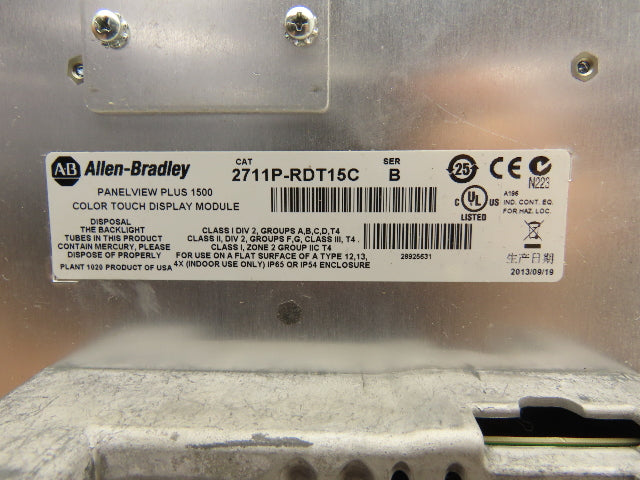 AB Allen-Bradley
CAT
2711P-RDT15C
SER
B
PANELVIEW PLUS 1500
COLOR TOUCH DISPLAY MODULE
DISPOSAL
THE BACKLIGHT
TUBES IN THIS PRODUCT
CONTAIN MERCURY, PLEASE
DISPOSE OF PROPERLY
PLANT 1020 PRODUCT OF USA
CLASS I DIV 2, GROUPS A,B,C,D,T4
CLASS II, DIV 2, GROUPS F,G, CLASS III, T4 .
CLASS I, ZONE 2 GROUP IIC T4
FOR USE ON A FLAT SURFACE OF A TYPE 12,13,
4X (INDOOR USE ONLY) IP65 OR IP54 ENCLOSURE
28925631
25
CE
N223
C UL US
LISTED
A196
IND. CONT. EQ.
FOR HAZ. LOC.
生产日期
2013/09/19